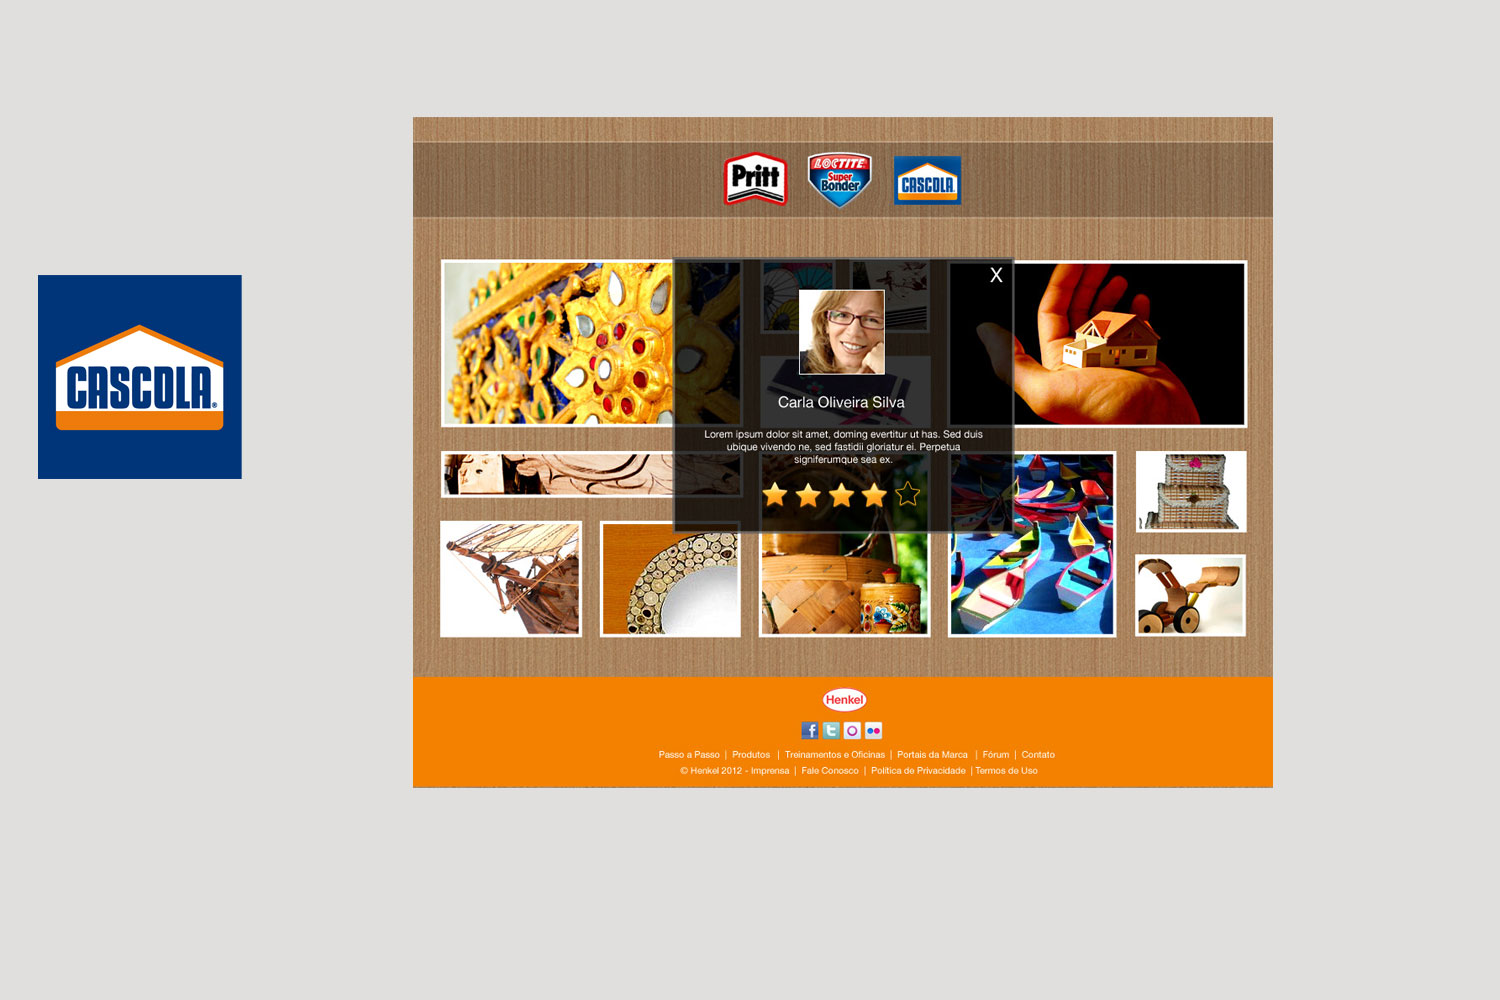 CASCOLA®
Pritt
LOCTITE
Super
Bonder
CASCOLA
X
Carla Oliveira Silva
Lorem ipsum dolor sit amet, doming evertitur ut has. Sed duis
ubique vivendo ne, sed fastidii gloriatur ei. Perpetua
signiferumque sea ex.
Henkel
Passo a Passo | Produtos | Treinamentos e Oficinas | Portais da Marca | Fórum | Contato
© Henkel 2012 - Imprensa | Fale Conosco | Política de Privacidade | Termos de Uso